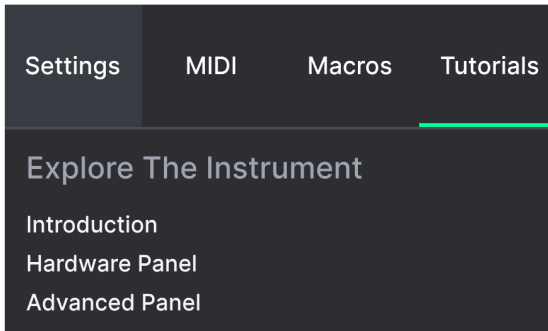 Settings MIDI Macros Tutorials
Explore The Instrument
Introduction
Hardware Panel
Advanced Panel